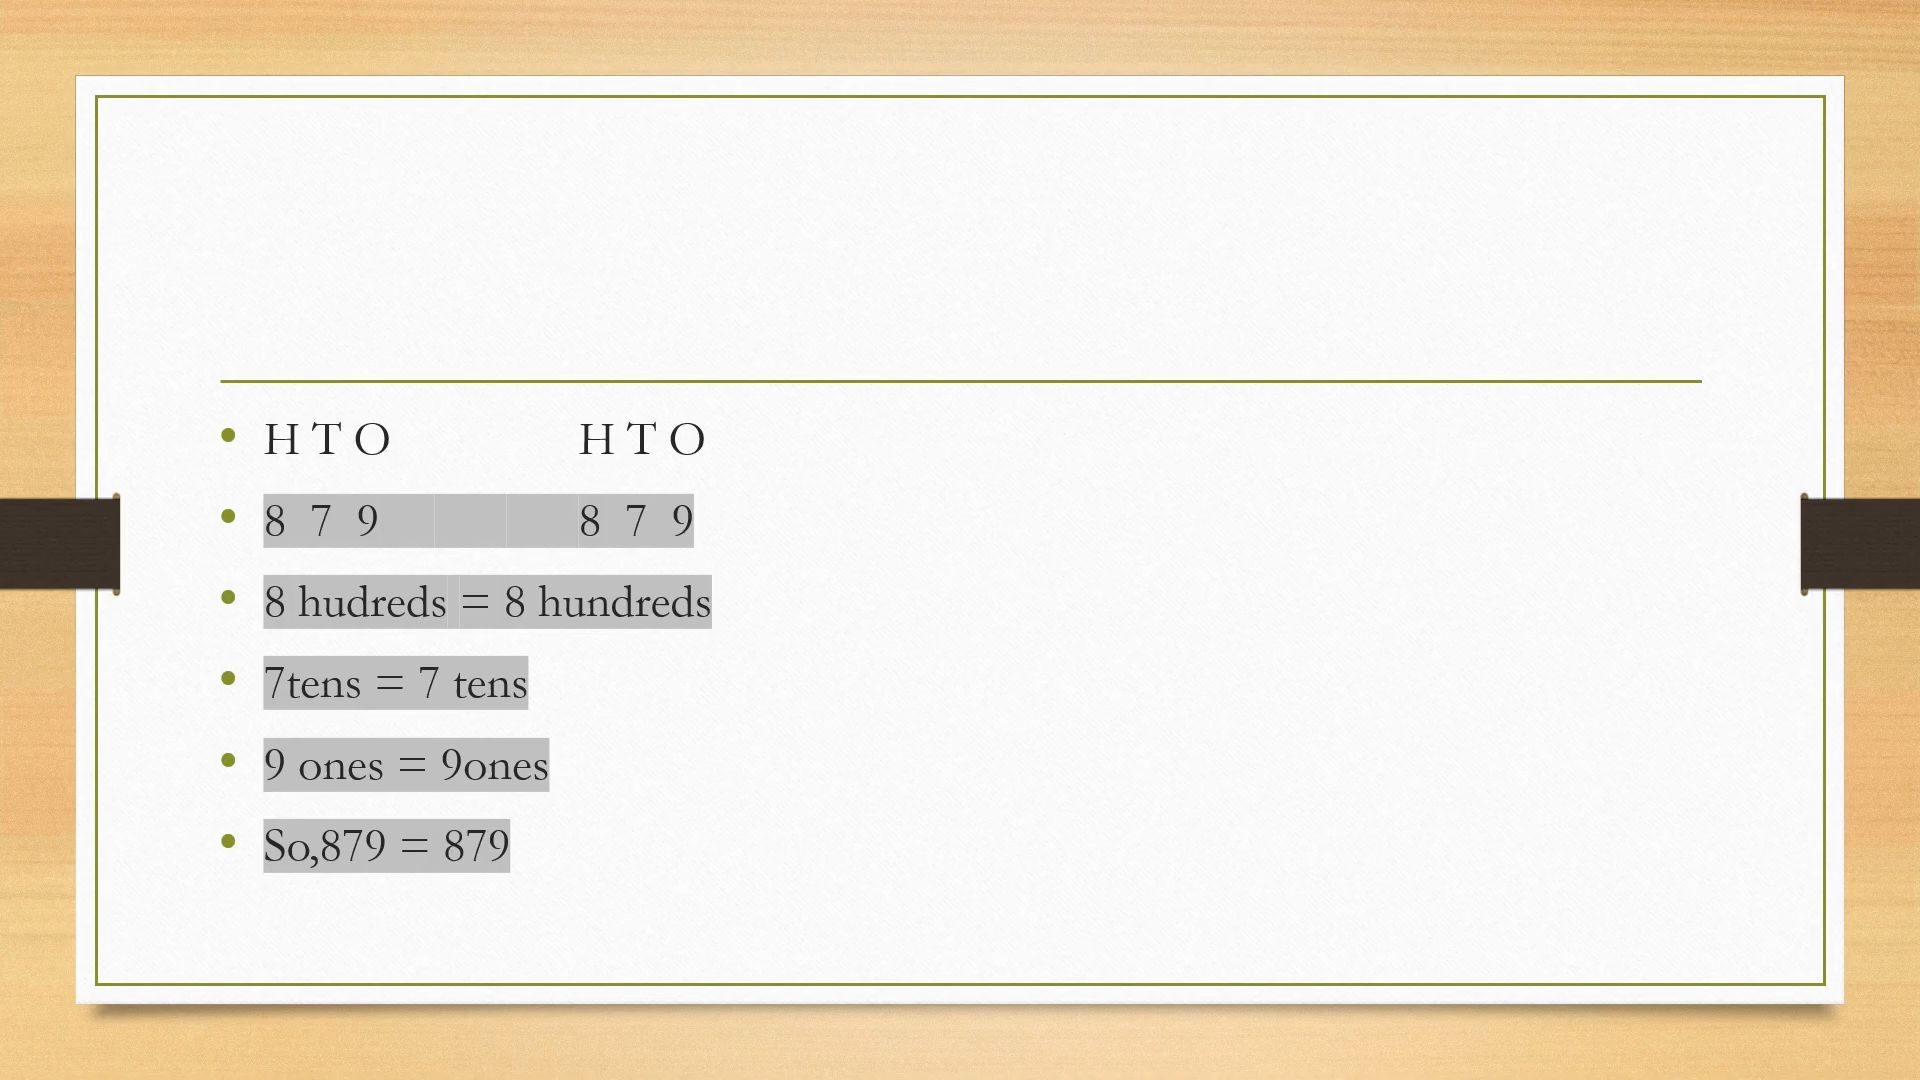 H T O H T O
8 7 9 8 7 9
8 hudreds = 8 hundreds
7tens = 7 tens
9 ones = 9ones
So,879 = 879